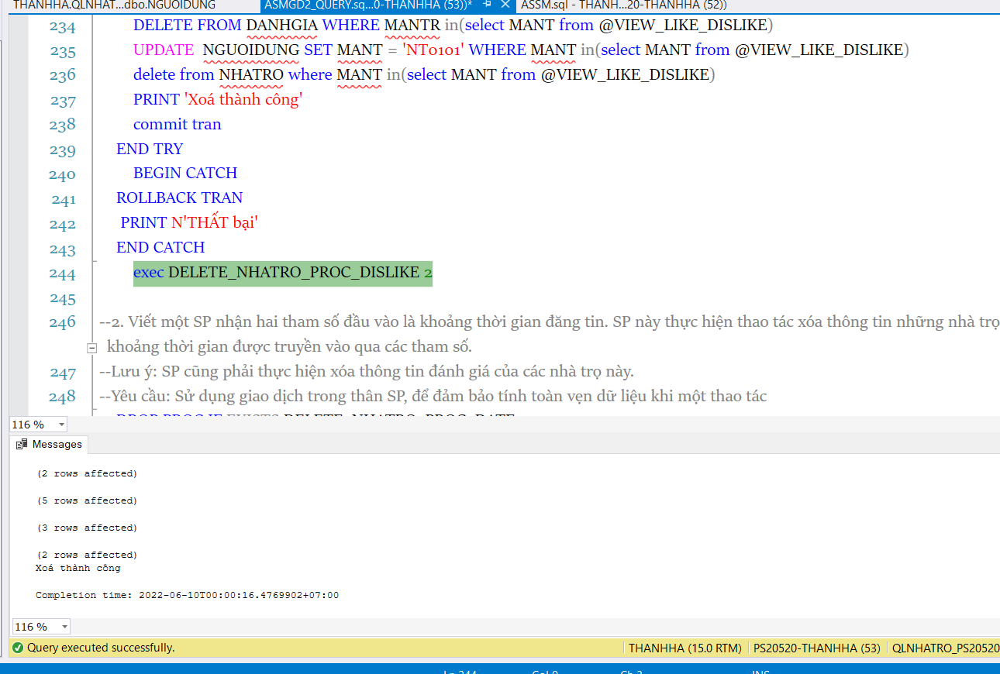 THANHHA.QLNHAT...dbo.NGUOIDUNG ASMGD2_QUERY.sq...0-THANHHA (53))* ASSM.sql - THANH...20-THANHHA (52))
234 DELETE FROM DANHGIA WHERE MANTR in(select MANT from @VIEW_LIKE_DISLIKE)
235 UPDATE NGUOIDUNG SET MANT = 'NT0101' WHERE MANT in(select MANT from @VIEW_LIKE_DISLIKE)
236 delete from NHATRO where MANT in(select MANT from @VIEW_LIKE_DISLIKE)
237 PRINT 'Xoá thành công'
238 commit tran
239 END TRY
240 BEGIN CATCH
241 ROLLBACK TRAN
242 PRINT N'THẤT bại'
243 END CATCH
244 exec DELETE_NHATRO_PROC_DISLIKE 2
245
246 --2. Viết một SP nhận hai tham số đầu vào là khoảng thời gian đăng tin. SP này thực hiện thao tác xóa thông tin những nhà trọ
khoảng thời gian được truyền vào qua các tham số.
247 --Lưu ý: SP cũng phải thực hiện xóa thông tin đánh giá của các nhà trọ này.
248 --Yêu cầu: Sử dụng giao dịch trong thân SP, để đảm bảo tính toàn vẹn dữ liệu khi một thao tác
DROP PROC IF EXISTS DELETE_NHATRO_PROC_DATE
116 %
Messages
(2 rows affected)
(5 rows affected)
(3 rows affected)
(2 rows affected)
Xoá thành công
Completion time: 2022-06-10T00:00:16.4769902+07:00
116 %
Query executed successfully. THANHHA (15.0 RTM) PS20520-THANHHA (53) QLNHATRO_PS20520
Ln 244 INS